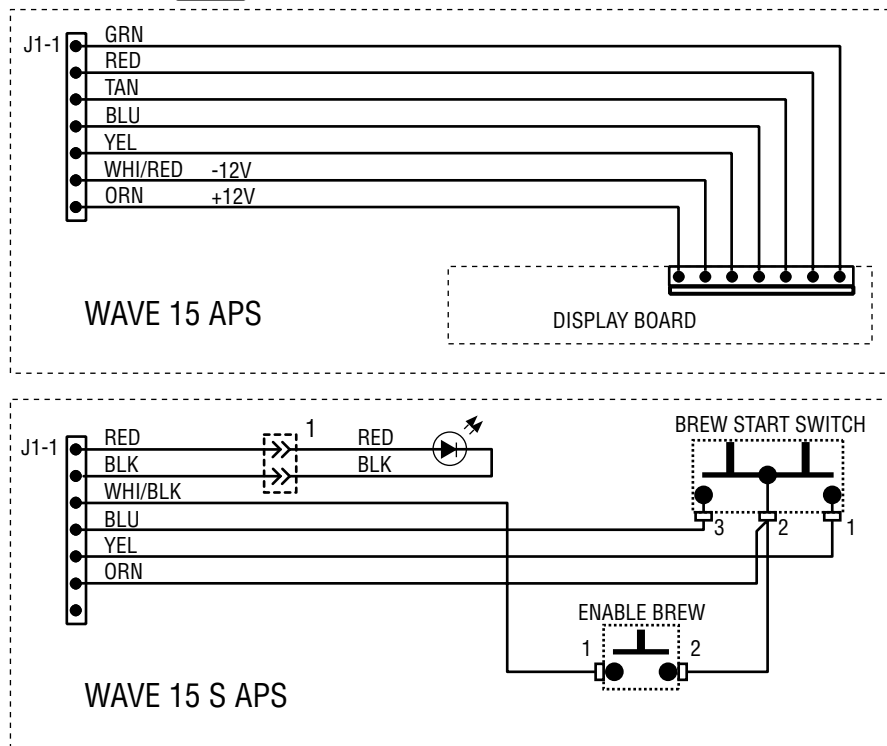 J1-1
GRN
RED
TAN
BLU
YEL
WHI/RED -12V
ORN +12V
WAVE 15 APS
DISPLAY BOARD
J1-1
RED 1 RED
BLK BLK
WHI/BLK
BLU
YEL
ORN
BREW START SWITCH
3 2 1
ENABLE BREW
1 2
WAVE 15 S APS